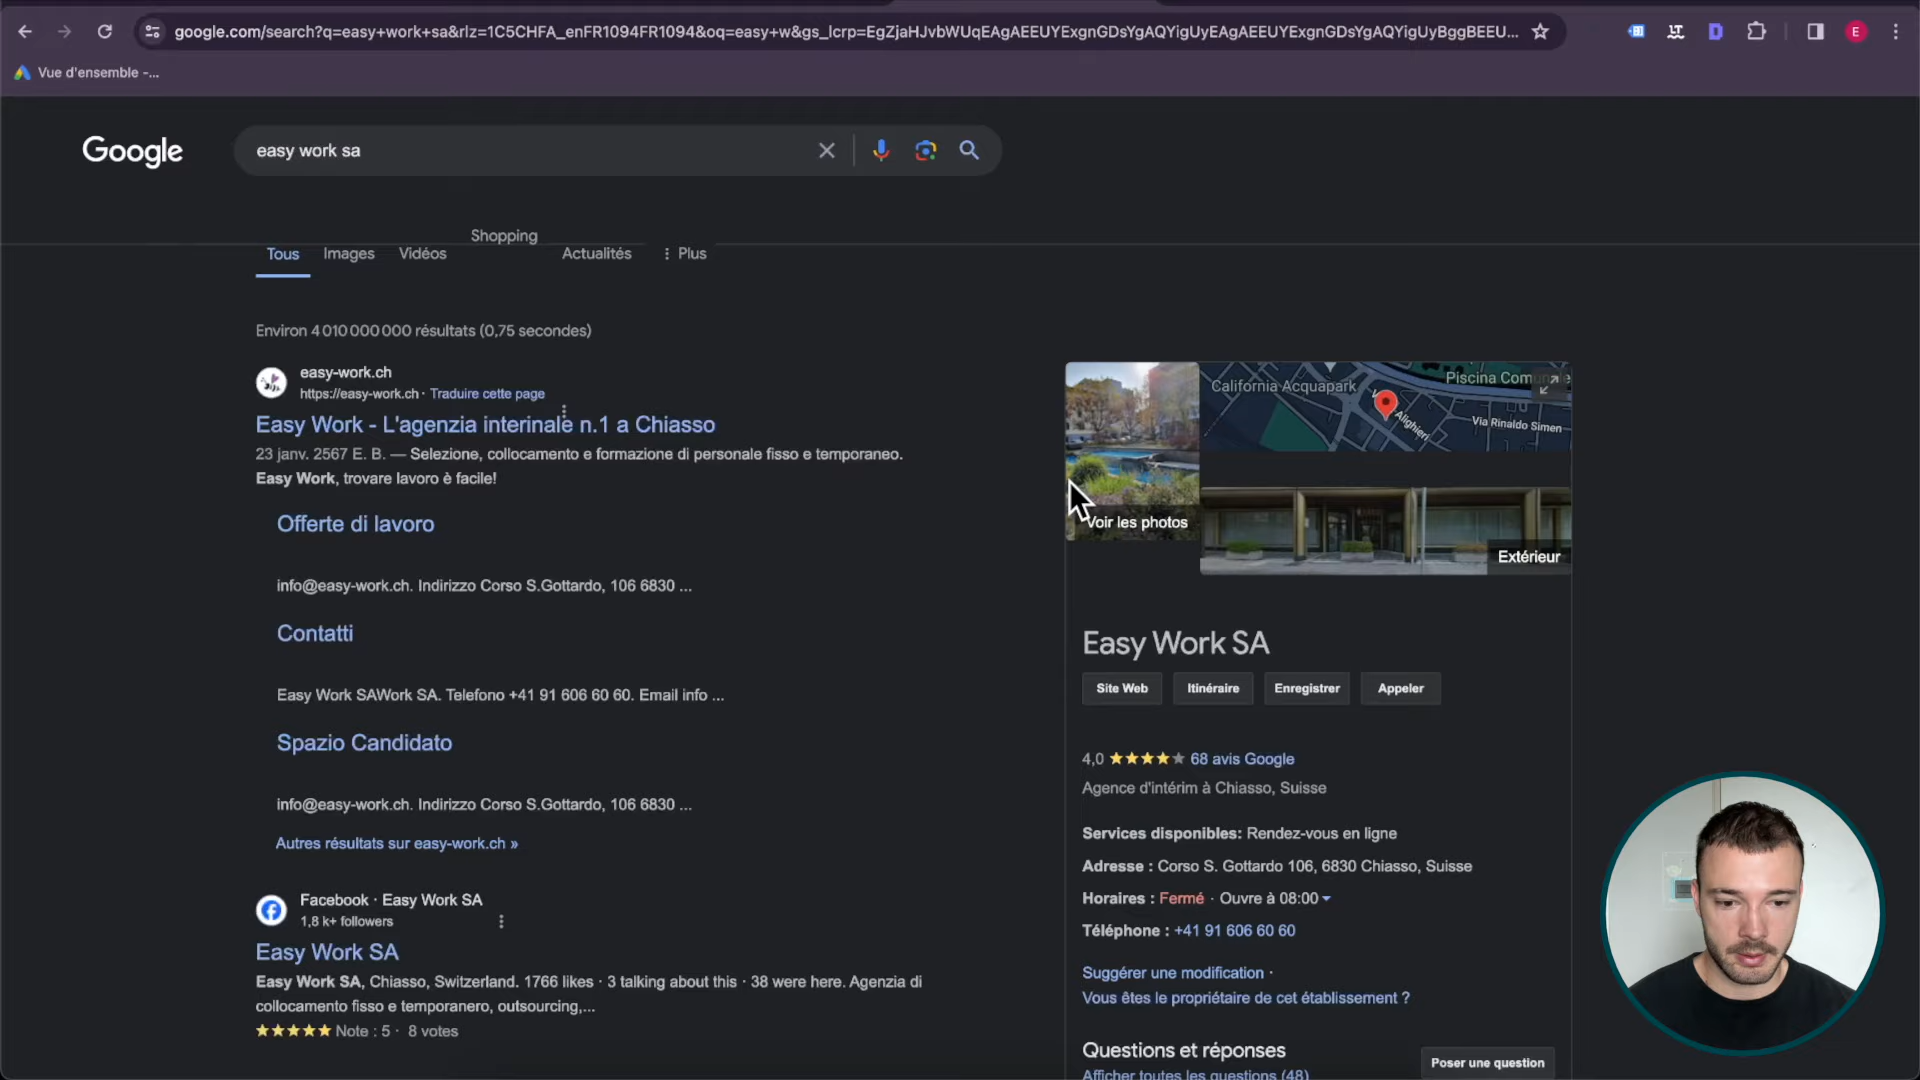 google.com/search?q=easy+work+sa&rlz=1C5CHFA_enFR1094FR1094&oq=easy+w&gs_lcrp=EgZjaHJvbWUqEAgAEEUYExgnGDsYgAQYigUyEAgAEEUYExgnGDsYgAQYigUyBggBEEU...
E
Vue d'ensemble -...
Google
easy work sa
Tous
Images
Vidéos
Shopping
Actualités
Plus
Environ 4 010 000 000 résultats (0,75 secondes)
easy-work.ch
https://easy-work.ch · Traduire cette page
Easy Work - L'agenzia interinale n.1 a Chiasso
23 janv. 2567 E. B. — Selezione, collocamento e formazione di personale fisso e temporaneo.
Easy Work, trovare lavoro è facile!
Offerte di lavoro
info@easy-work.ch. Indirizzo Corso S.Gottardo, 106 6830 ...
Contatti
Easy Work SAWork SA. Telefono +41 91 606 60 60. Email info ...
Spazio Candidato
info@easy-work.ch. Indirizzo Corso S.Gottardo, 106 6830 ...
Autres résultats sur easy-work.ch »
Facebook · Easy Work SA
1,8 k+ followers
Easy Work SA
Easy Work SA, Chiasso, Switzerland. 1766 likes · 3 talking about this · 38 were here. Agenzia di
collocamento fisso e temporanero, outsourcing,...
Note : 5 · 8 votes
California Acquapark
Piscina Com
Alighieri
Via Rinaldo Simen
Voir les photos
Extérieur
Easy Work SA
Site Web
Itinéraire
Enregistrer
Appeler
4,0
68 avis Google
Agence d'intérim à Chiasso, Suisse
Services disponibles: Rendez-vous en ligne
Adresse : Corso S. Gottardo 106, 6830 Chiasso, Suisse
Horaires : Fermé · Ouvre à 08:00
Téléphone : +41 91 606 60 60
Suggérer une modification ·
Vous êtes le propriétaire de cet établissement ?
Questions et réponses
Poser une question
Afficher toutes les questions (48)